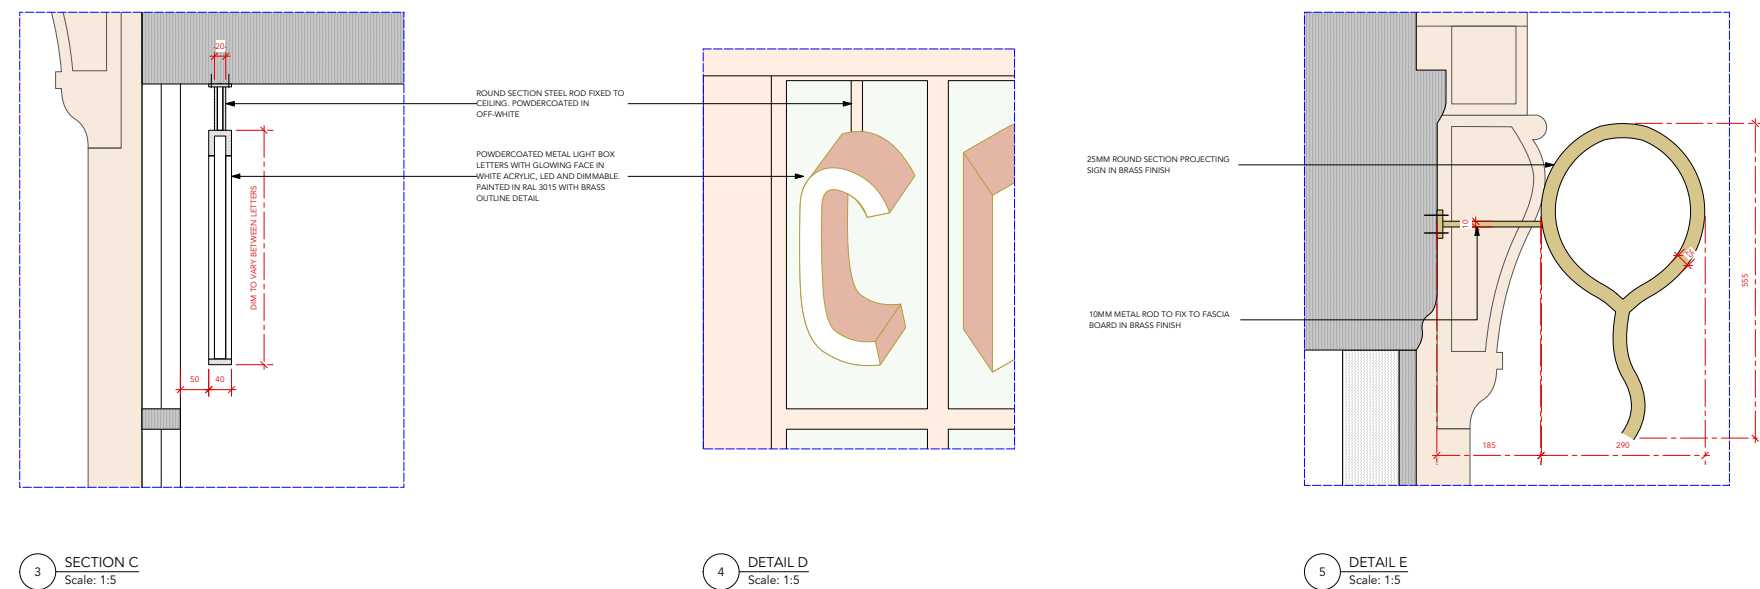 20
ROUND SECTION STEEL ROD FIXED TO
CEILING. POWDERCOATED IN
OFF-WHITE
POWDERCOATED METAL LIGHT BOX
LETTERS WITH GLOWING FACE IN
WHITE ACRYLIC, LED AND DIMMABLE.
PAINTED IN RAL 3015 WITH BRASS
OUTLINE DETAIL
DIM TO VARY BETWEEN LETTERS
50
40
C
25MM ROUND SECTION PROJECTING
SIGN IN BRASS FINISH
10
25
555
10MM METAL ROD TO FIX TO FASCIA
BOARD IN BRASS FINISH
185
290
3
SECTION C
Scale: 1:5
4
DETAIL D
Scale: 1:5
5
DETAIL E
Scale: 1:5